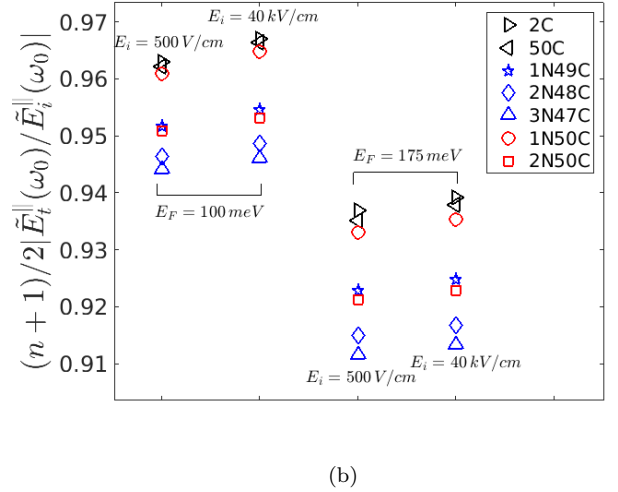 (n + 1)/2|Ẽ_t^∥(ω_0)/Ẽ_i^∥(ω_0)|
0.97
0.96
0.95
0.94
0.93
0.92
0.91
E_i = 500 V/cm
E_i = 40 kV/cm
E_F = 100 meV
E_F = 175 meV
E_i = 500 V/cm
E_i = 40 kV/cm
2C
50C
1N49C
2N48C
3N47C
1N50C
2N50C
(b)